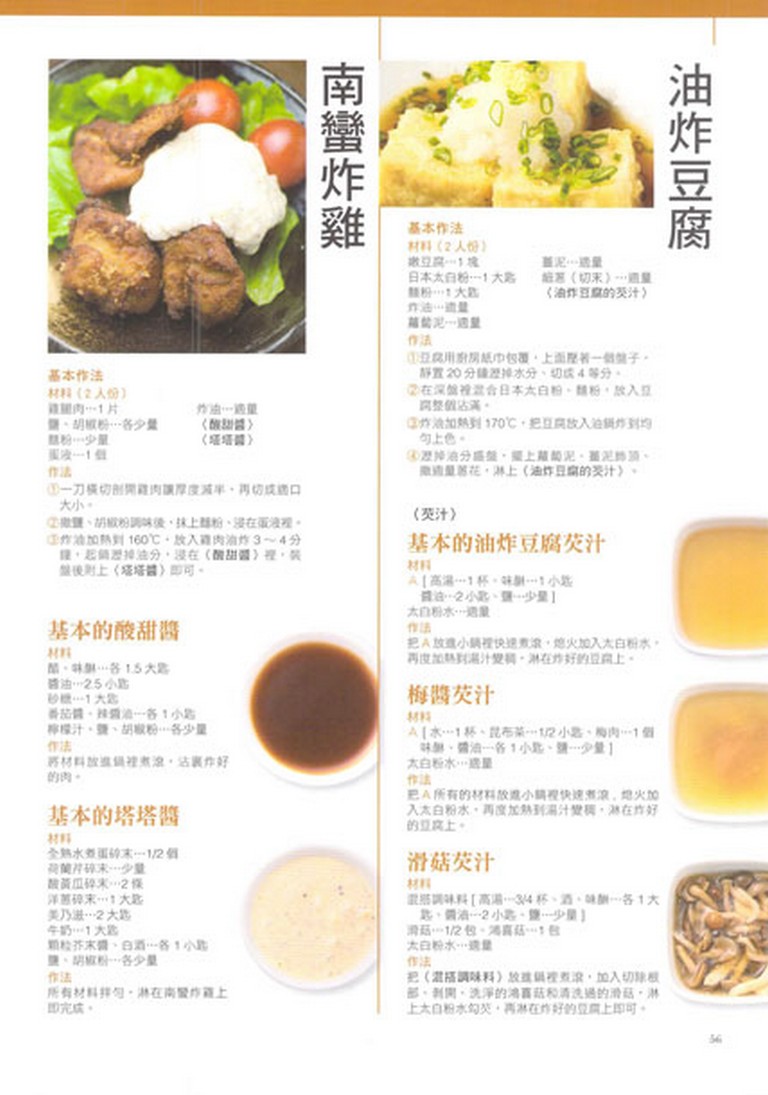 南蠻炸雞
基本作法
材料（2人份）
雞腿肉…1片　炸油…適量
鹽、胡椒粉…各少量　〈酸甜醬〉
麵粉…少量　〈塔塔醬〉
蛋液…1個
作法
①一刀橫切剖開雞肉讓厚度減半，再切成適口
大小。
②撒鹽、胡椒粉調味後，抹上麵粉、浸在蛋液裡。
③炸油加熱到160℃，放入雞肉油炸3～4分
鐘，起鍋瀝掉油分，浸在〈酸甜醬〉裡，裝
盤後附上〈塔塔醬〉即可。
基本的酸甜醬
材料
醋、味醂…各1.5大匙
醬油…2.5小匙
砂糖…1大匙
番茄醬、辣醬油…各1小匙
檸檬汁、鹽、胡椒粉…各少量
作法
將材料放進鍋裡煮滾，沾裹炸好
的肉。
基本的塔塔醬
材料
全熟水煮蛋碎末…1/2個
荷蘭芹碎末…少量
酸黃瓜碎末…2條
洋蔥碎末…1大匙
美乃滋…2大匙
牛奶…1大匙
顆粒芥末醬、白酒…各1小匙
鹽、胡椒粉…各少量
作法
所有材料拌勻，淋在南蠻炸雞上
即完成。
油炸豆腐
基本作法
材料（2人份）
嫩豆腐…1塊　薑泥…適量
日本太白粉…1大匙　細蔥（切末）…適量
麵粉…1大匙　〈油炸豆腐的芡汁〉
炸油…適量
蘿蔔泥…適量
作法
①豆腐用廚房紙巾包覆，上面壓著一個盤子，
靜置20分鐘瀝掉水分、切成4等分。
②在深盤裡混合日本太白粉、麵粉，放入豆
腐整個沾滿。
③炸油加熱到170℃，把豆腐放入油鍋炸到均
勻上色。
④瀝掉油分盛盤，擺上蘿蔔泥、薑泥飾頂、
撒適量蔥花，淋上〈油炸豆腐的芡汁〉。
〈芡汁〉
基本的油炸豆腐芡汁
材料
A [ 高湯…1杯、味醂…1小匙
醬油…2小匙、鹽…少量 ]
太白粉水…適量
作法
把A放進小鍋裡快速煮滾，熄火加入太白粉水，
再度加熱到湯汁變稠，淋在炸好的豆腐上。
梅醬芡汁
材料
A [ 水…1杯、昆布茶…1/2小匙、梅肉…1個
味醂、醬油…各1小匙、鹽…少量 ]
太白粉水…適量
作法
把A所有的材料放進小鍋裡快速煮滾，熄火加
入太白粉水，再度加熱到湯汁變稠，淋在炸好
的豆腐上。
滑菇芡汁
材料
混搭調味料 [ 高湯…3/4杯、酒、味醂…各1大
匙、醬油…2小匙、鹽…少量 ]
滑菇…1/2包、鴻喜菇…1包
太白粉水…適量
作法
把〈混搭調味料〉放進鍋裡煮滾，加入切除根
部、剝開、洗淨的鴻喜菇和清洗過的滑菇，淋
上太白粉水勾芡，再淋在炸好的豆腐上即可。
56